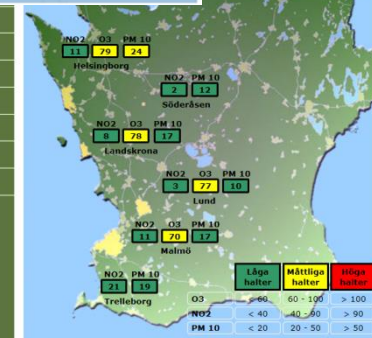 NO2 O3 PM 10
11 79 24
Helsingborg
NO2 PM 10
2 12
Söderåsen
NO2 O3 PM 10
8 78 17
Landskrona
NO2 O3 PM 10
3 77 10
Lund
NO2 O3 PM 10
11 70 17
Malmö
NO2 PM 10
21 19
Trelleborg
Låga halter Måttliga halter Höga halter
O3 < 60 60 - 100 > 100
NO2 < 40 40 - 90 > 90
PM 10 < 20 20 - 50 > 50